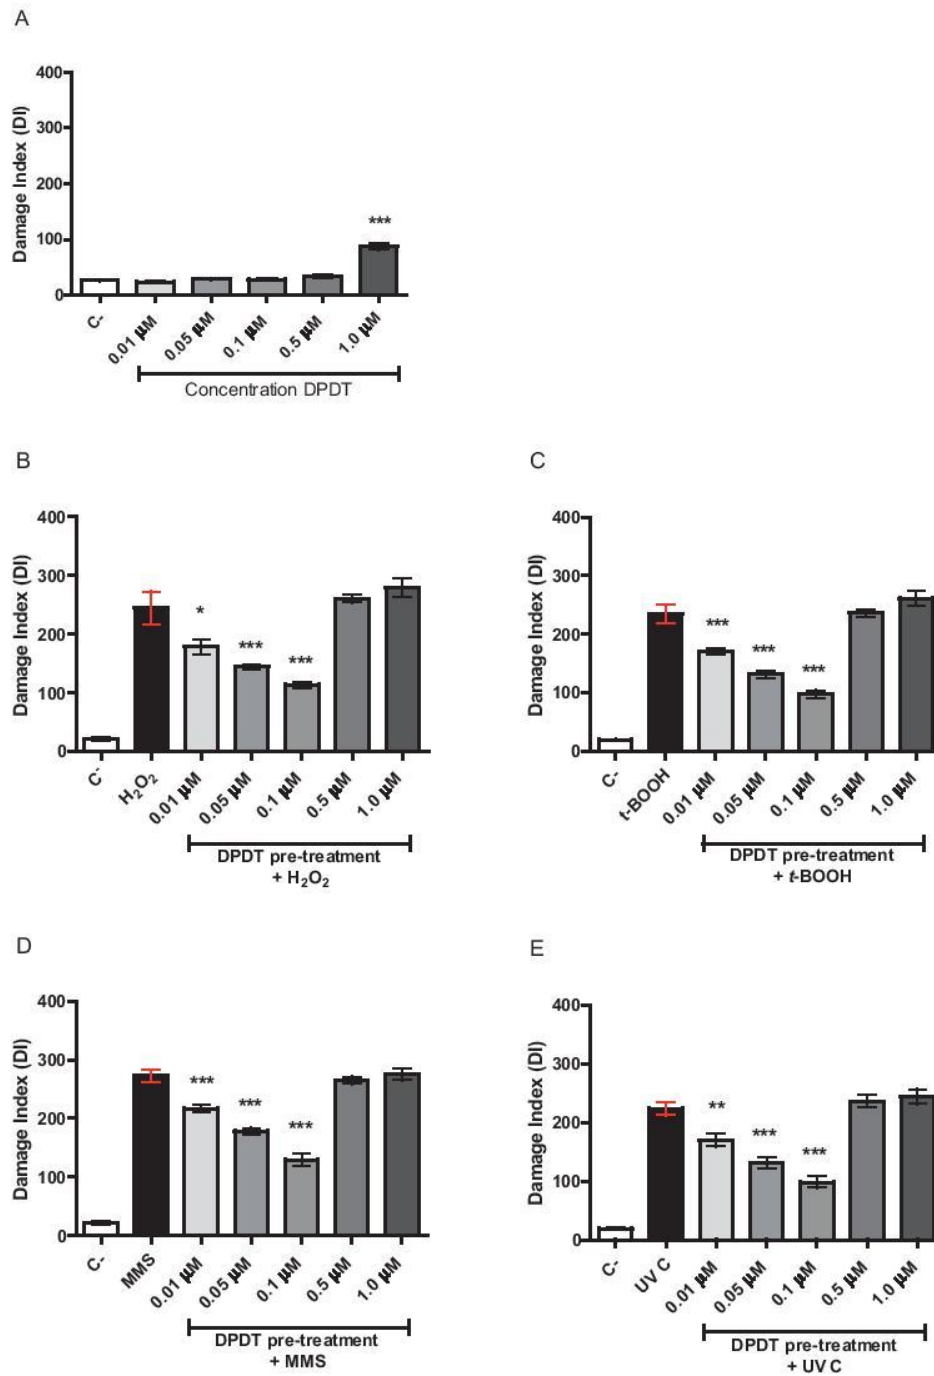 A
Damage Index (DI)
400
300
200
100
0
***
C-
0.01 μM
0.05 μM
0.1 μM
0.5 μM
1.0 μM
Concentration DPDT
B
Damage Index (DI)
400
300
200
100
0
*
***
***
C-
H₂O₂
0.01 μM
0.05 μM
0.1 μM
0.5 μM
1.0 μM
DPDT pre-treatment
+ H₂O₂
C
Damage Index (DI)
400
300
200
100
0
***
***
***
C-
t-BOOH
0.01 μM
0.05 μM
0.1 μM
0.5 μM
1.0 μM
DPDT pre-treatment
+ t-BOOH
D
Damage Index (DI)
400
300
200
100
0
***
***
***
C-
MMS
0.01 μM
0.05 μM
0.1 μM
0.5 μM
1.0 μM
DPDT pre-treatment
+ MMS
E
Damage Index (DI)
400
300
200
100
0
**
***
***
C-
UV C
0.01 μM
0.05 μM
0.1 μM
0.5 μM
1.0 μM
DPDT pre-treatment
+ UV C